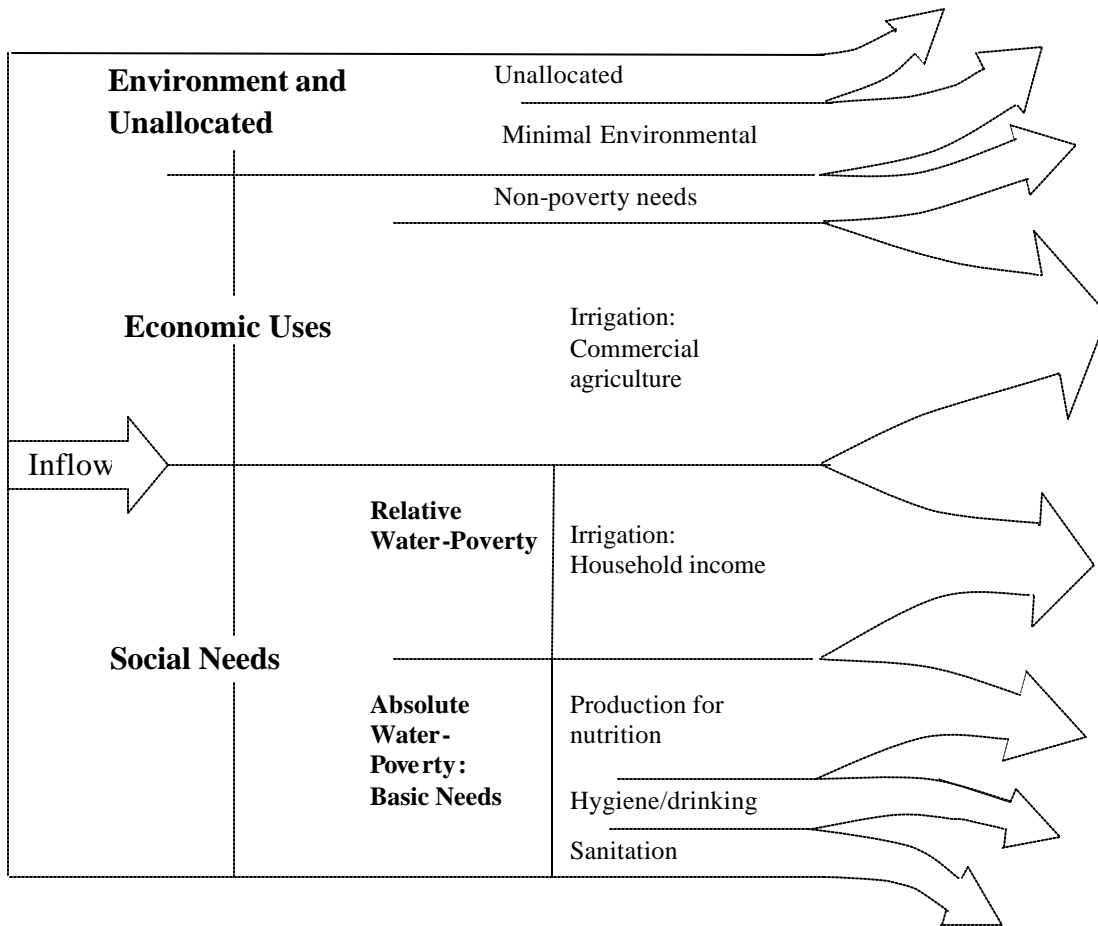 Environment and
Unallocated
Unallocated
Minimal Environmental
Non-poverty needs
Economic Uses
Irrigation:
Commercial
agriculture
Inflow
Relative
Water-Poverty
Irrigation:
Household income
Social Needs
Absolute
Water-
Poverty:
Basic Needs
Production for
nutrition
Hygiene/drinking
Sanitation